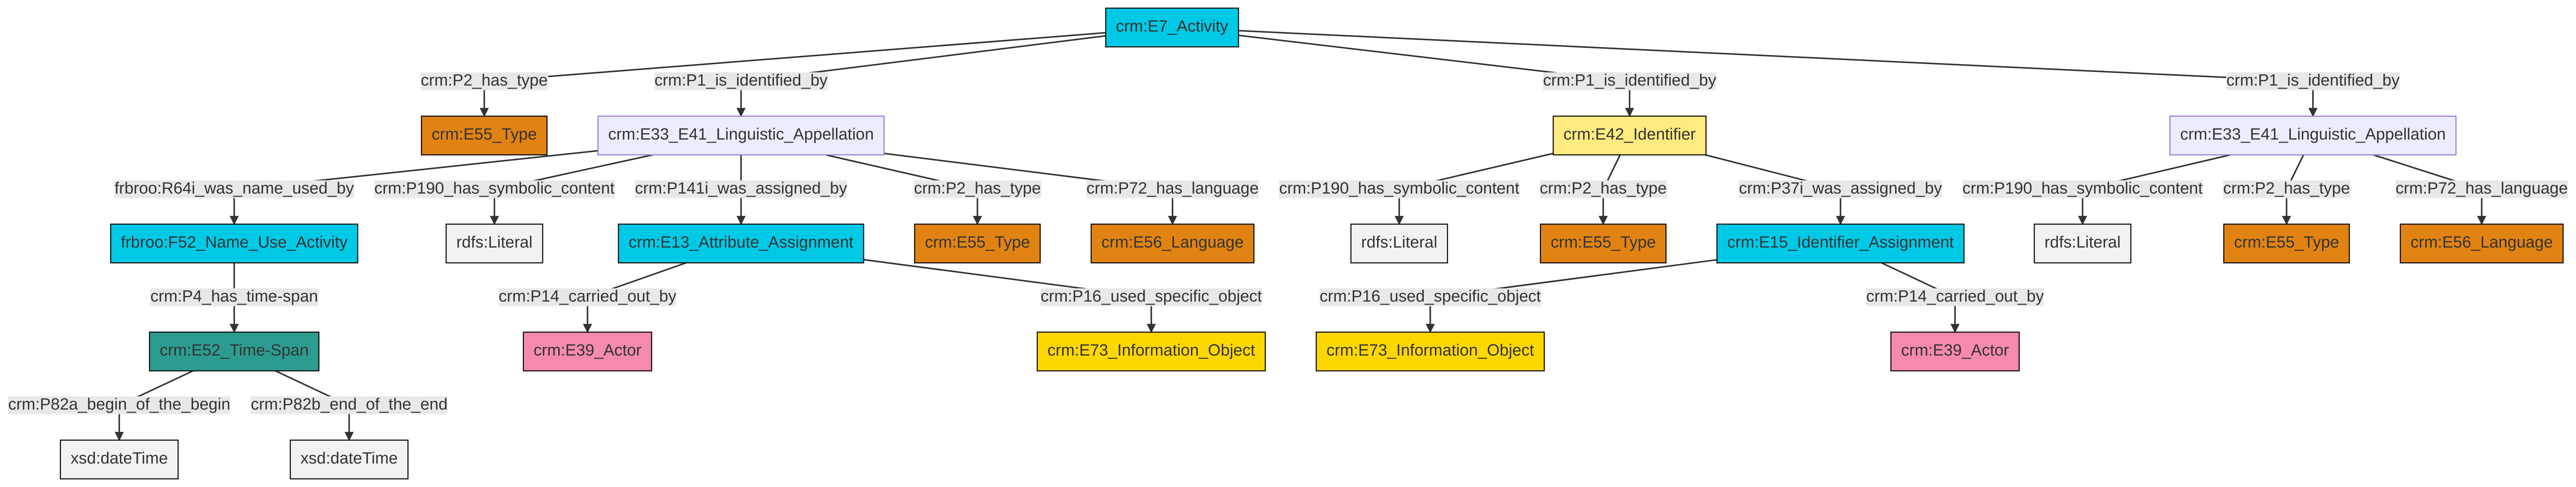 crm:E7_Activity
crm:P2_has_type
crm:P1_is_identified_by
crm:P1_is_identified_by
crm:P1_is_identified_by
crm:E55_Type
crm:E33_E41_Linguistic_Appellation
crm:E42_Identifier
crm:E33_E41_Linguistic_Appellation
frbroo:R64i_was_name_used_by
crm:P190_has_symbolic_content
crm:P141i_was_assigned_by
crm:P2_has_type
crm:P72_has_language
crm:P190_has_symbolic_content
crm:P2_has_type
crm:P37i_was_assigned_by
crm:P190_has_symbolic_content
crm:P2_has_type
crm:P72_has_language
frbroo:F52_Name_Use_Activity
rdfs:Literal
crm:E13_Attribute_Assignment
crm:E55_Type
crm:E56_Language
rdfs:Literal
crm:E55_Type
crm:E15_Identifier_Assignment
rdfs:Literal
crm:E55_Type
crm:E56_Language
crm:P4_has_time-span
crm:P14_carried_out_by
crm:P16_used_specific_object
crm:P16_used_specific_object
crm:P14_carried_out_by
crm:E52_Time-Span
crm:E39_Actor
crm:E73_Information_Object
crm:E73_Information_Object
crm:E39_Actor
crm:P82a_begin_of_the_begin
crm:P82b_end_of_the_end
xsd:dateTime
xsd:dateTime